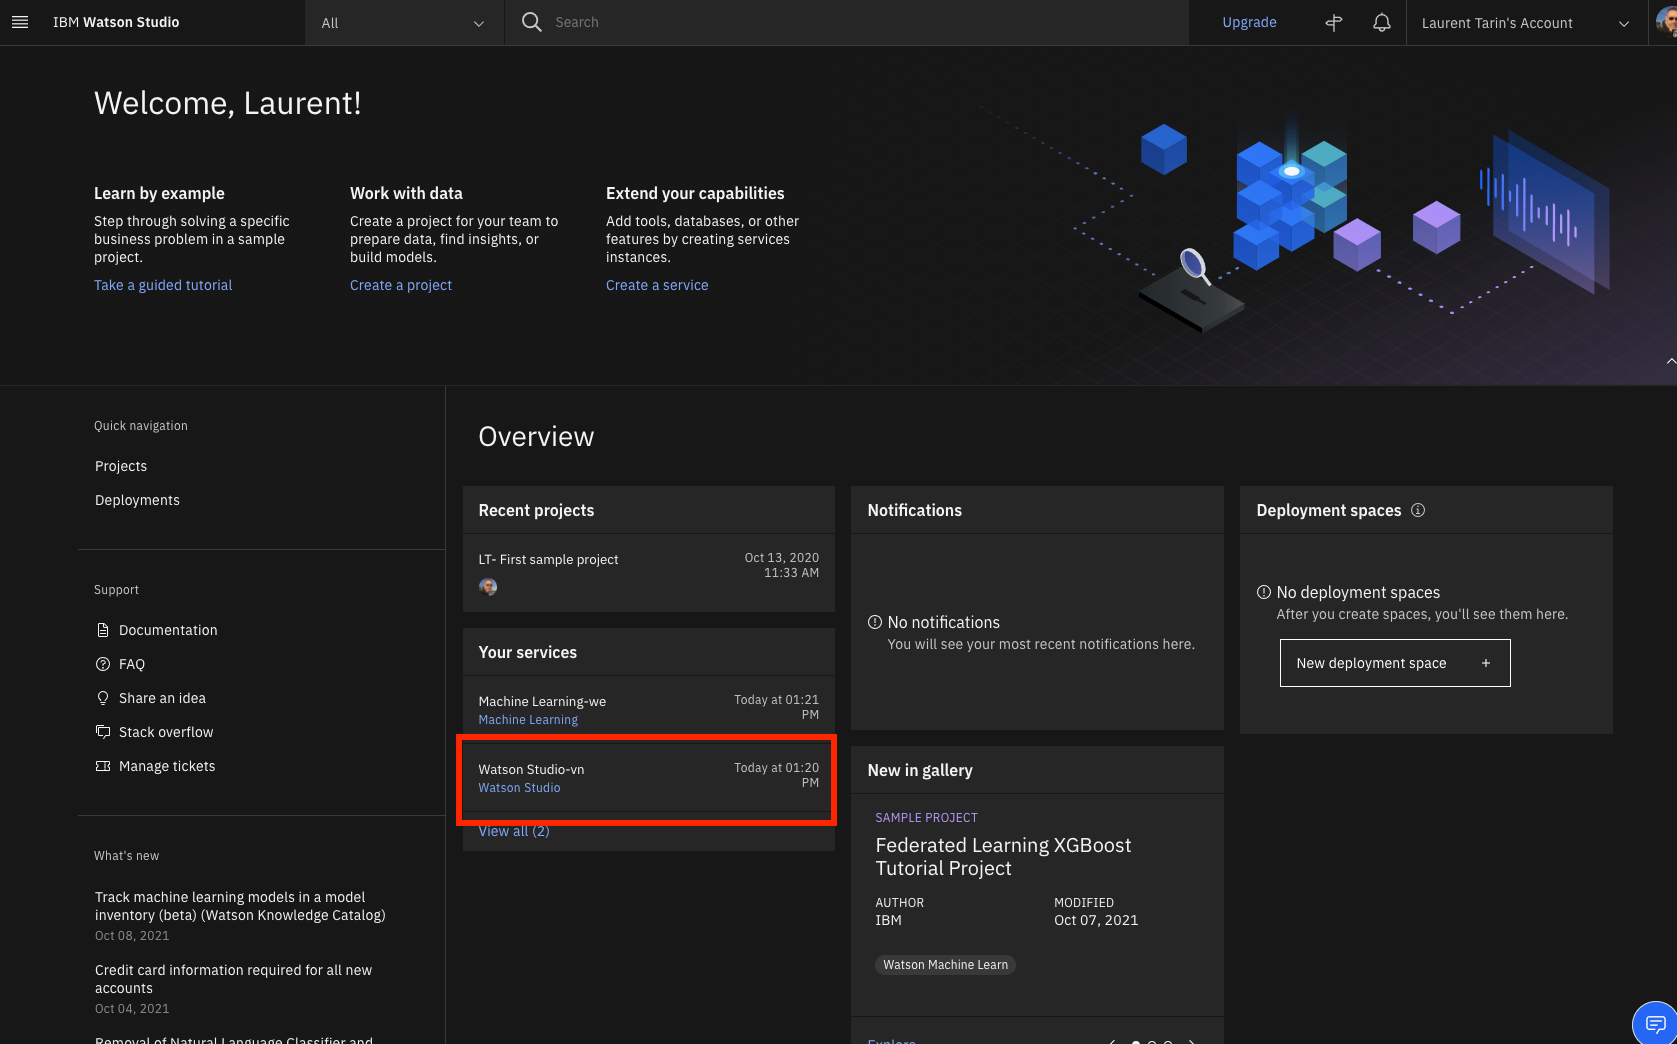 IBM Watson Studio
All
Search
Upgrade
Laurent Tarin's Account
Welcome, Laurent!
Learn by example
Step through solving a specific
business problem in a sample
project.
Take a guided tutorial
Work with data
Create a project for your team to
prepare data, find insights, or
build models.
Create a project
Extend your capabilities
Add tools, databases, or other
features by creating services
instances.
Create a service
Quick navigation
Projects
Deployments
Support
Documentation
FAQ
Share an idea
Stack overflow
Manage tickets
What's new
Track machine learning models in a model
inventory (beta) (Watson Knowledge Catalog)
Oct 08, 2021
Credit card information required for all new
accounts
Oct 04, 2021
Removal of Natural Language Classifier and
Overview
Recent projects
LT- First sample project
Oct 13, 2020
11:33 AM
Your services
Machine Learning-we
Machine Learning
Today at 01:21
PM
Watson Studio-vn
Watson Studio
Today at 01:20
PM
View all (2)
Notifications
No notifications
You will see your most recent notifications here.
New in gallery
SAMPLE PROJECT
Federated Learning XGBoost
Tutorial Project
AUTHOR
IBM
MODIFIED
Oct 07, 2021
Watson Machine Learn
Explore
Deployment spaces
No deployment spaces
After you create spaces, you'll see them here.
New deployment space +